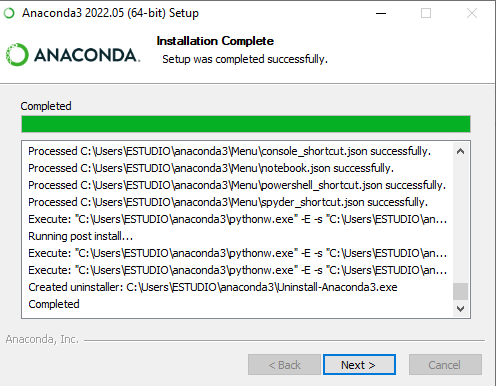 Anaconda3 2022.05 (64-bit) Setup
ANACONDA.
Installation Complete
Setup was completed successfully.
Completed
Processed C:\Users\ESTUDIO\anaconda3\Menu\console_shortcut.json successfully.
Processed C:\Users\ESTUDIO\anaconda3\Menu\notebook.json successfully.
Processed C:\Users\ESTUDIO\anaconda3\Menu\powershell_shortcut.json successfully.
Processed C:\Users\ESTUDIO\anaconda3\Menu\spyder_shortcut.json successfully.
Execute: "C:\Users\ESTUDIO\anaconda3\pythonw.exe" -E -s "C:\Users\ESTUDIO\an...
Running post install...
Execute: "C:\Users\ESTUDIO\anaconda3\pythonw.exe" -E -s "C:\Users\ESTUDIO\an...
Execute: "C:\Users\ESTUDIO\anaconda3\pythonw.exe" -E -s "C:\Users\ESTUDIO\an...
Created uninstaller: C:\Users\ESTUDIO\anaconda3\Uninstall-Anaconda3.exe
Completed
Anaconda, Inc.
< Back
Next >
Cancel